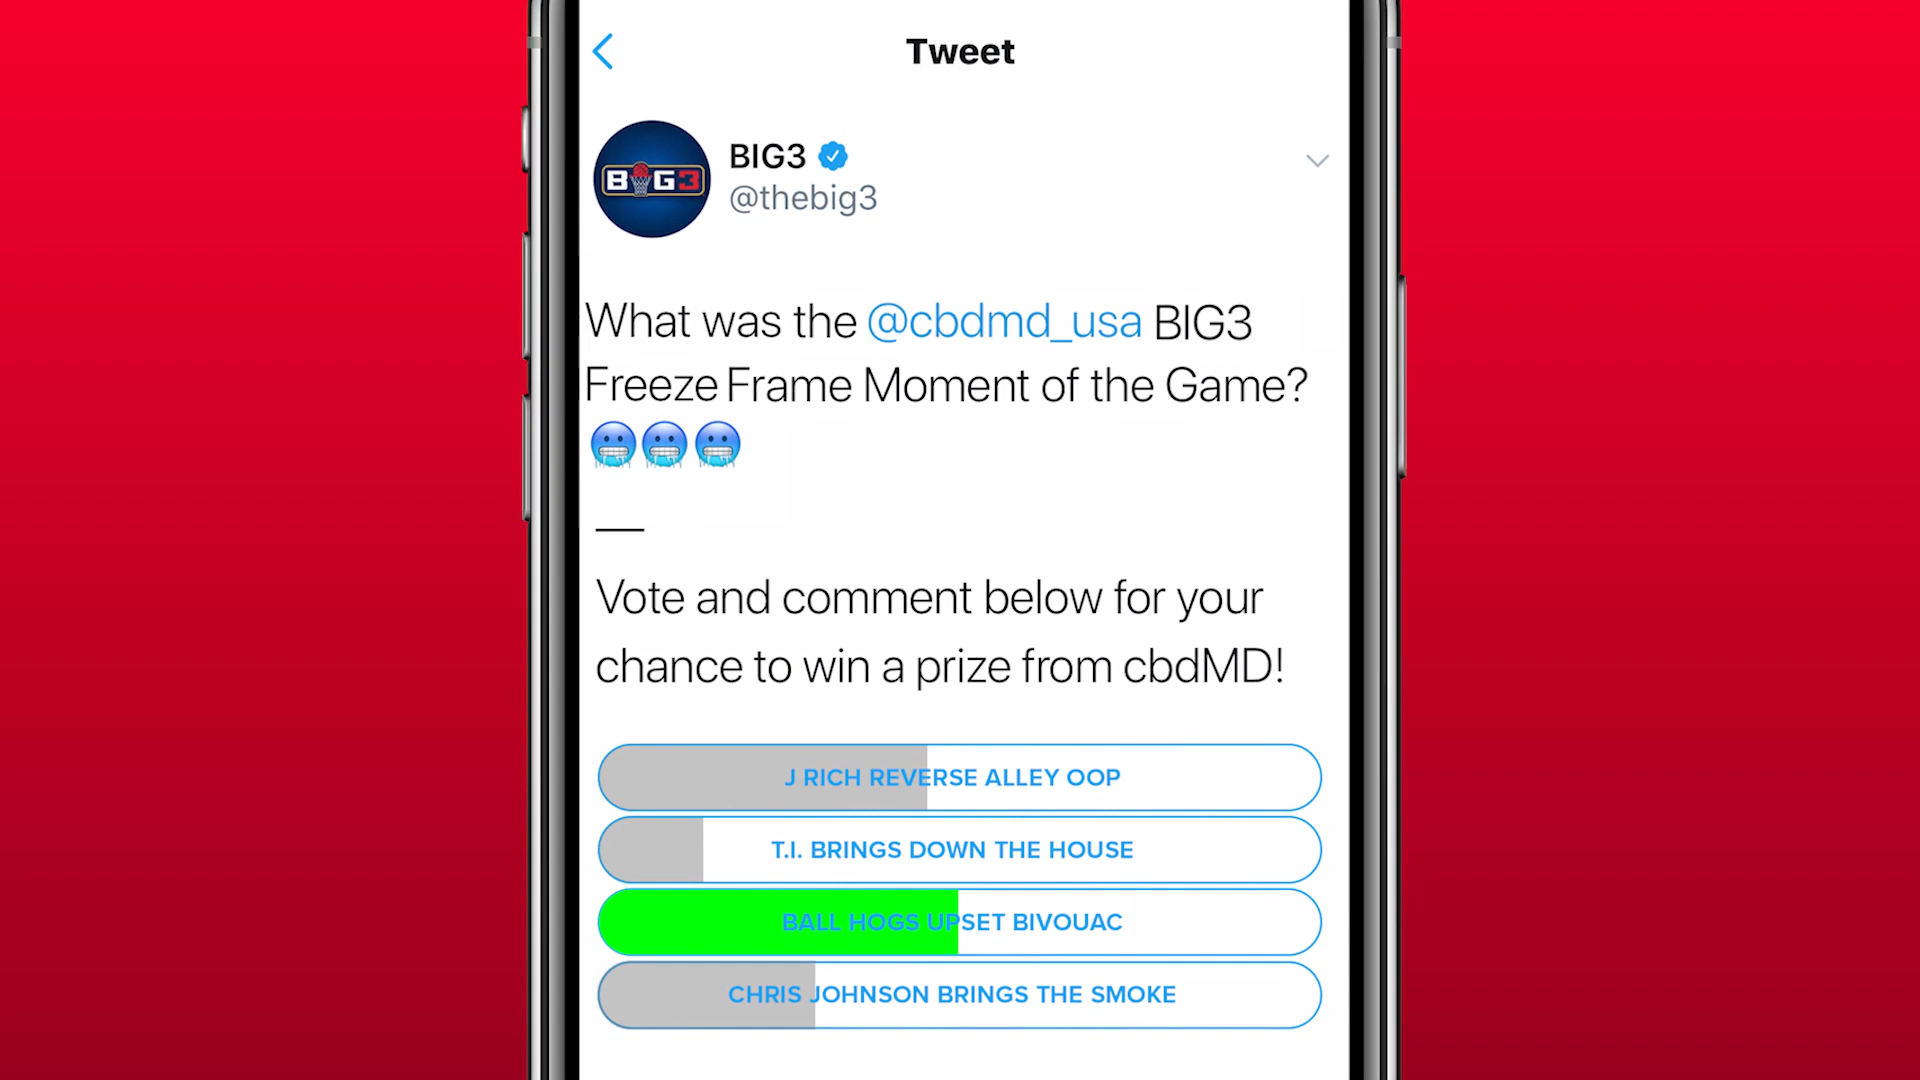 Tweet
BIG3
BIG3
@thebig3
What was the @cbdmd_usa BIG3
Freeze Frame Moment of the Game?
Vote and comment below for your
chance to win a prize from cbdMD!
J RICH REVERSE ALLEY OOP
T.I. BRINGS DOWN THE HOUSE
BALL HOGS UPSET BIVOUAC
CHRIS JOHNSON BRINGS THE SMOKE